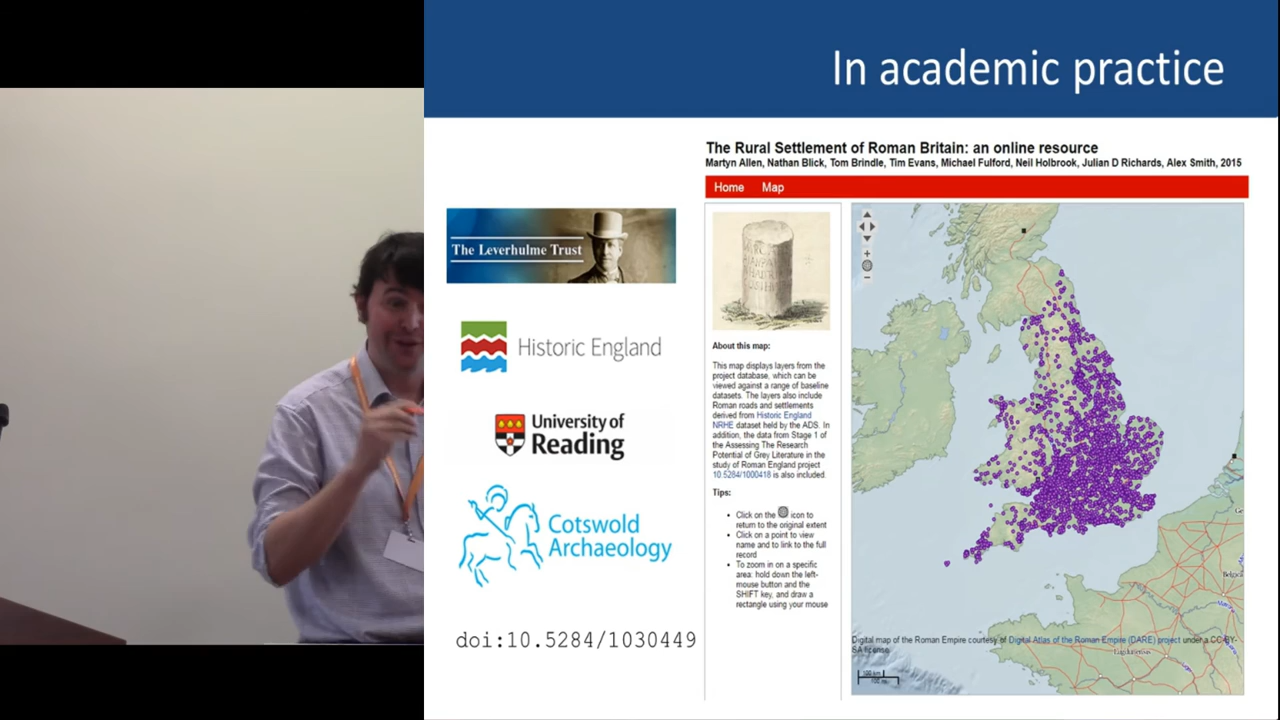 In academic practice
The Rural Settlement of Roman Britain: an online resource
Martyn Allen, Nathan Blick, Tom Brindle, Tim Evans, Michael Fulford, Neil Holbrook, Julian D Richards, Alex Smith, 2015
Home Map
The Leverhulme Trust
Historic England
University of
Reading
Cotswold
Archaeology
doi:10.5284/1030449
About this map:
This map displays layers from the
project database, which can be
viewed against a range of baseline
datasets. The layers also include
Roman roads and settlements
derived from Historic England
NRHE dataset held by the ADS. In
addition, the data from Stage 1 of
the Assessing The Research
Potential of Grey Literature in the
study of Roman England project
10.5284/1000418 is also included.
Tips:
Click on the icon to
return to the original extent
Click on a point to view
name and to link to the full
record
To zoom in on a specific
area: hold down the left-
mouse button and the
SHIFT key, and draw a
rectangle using your mouse
Digital map of the Roman Empire courtesy of Digital Atlas of the Roman Empire (DARE) project under a CC-BY-
SA license.